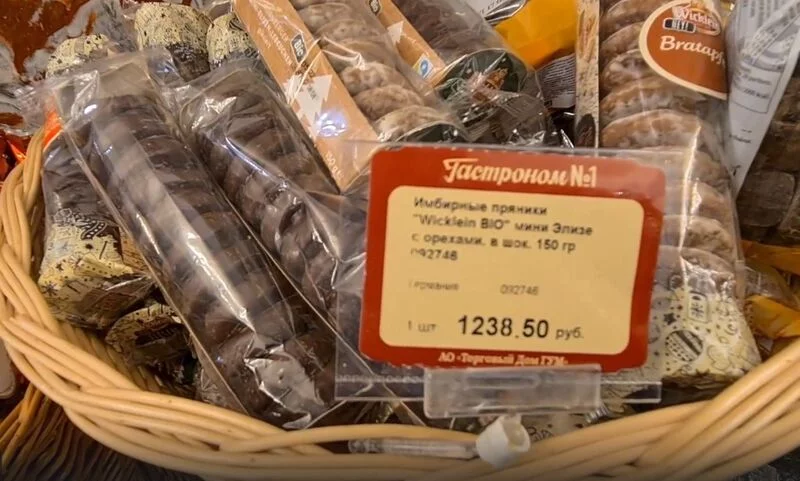 Wicklein
Bratapf
Гастроном №1
Имбирные пряники
"Wicklein BIO" мини Элизе
с орехами, в шок. 150 гр
092746
Германия 092746
1 шт 1238.50 руб.
АО «Торговый Дом ГУМ»